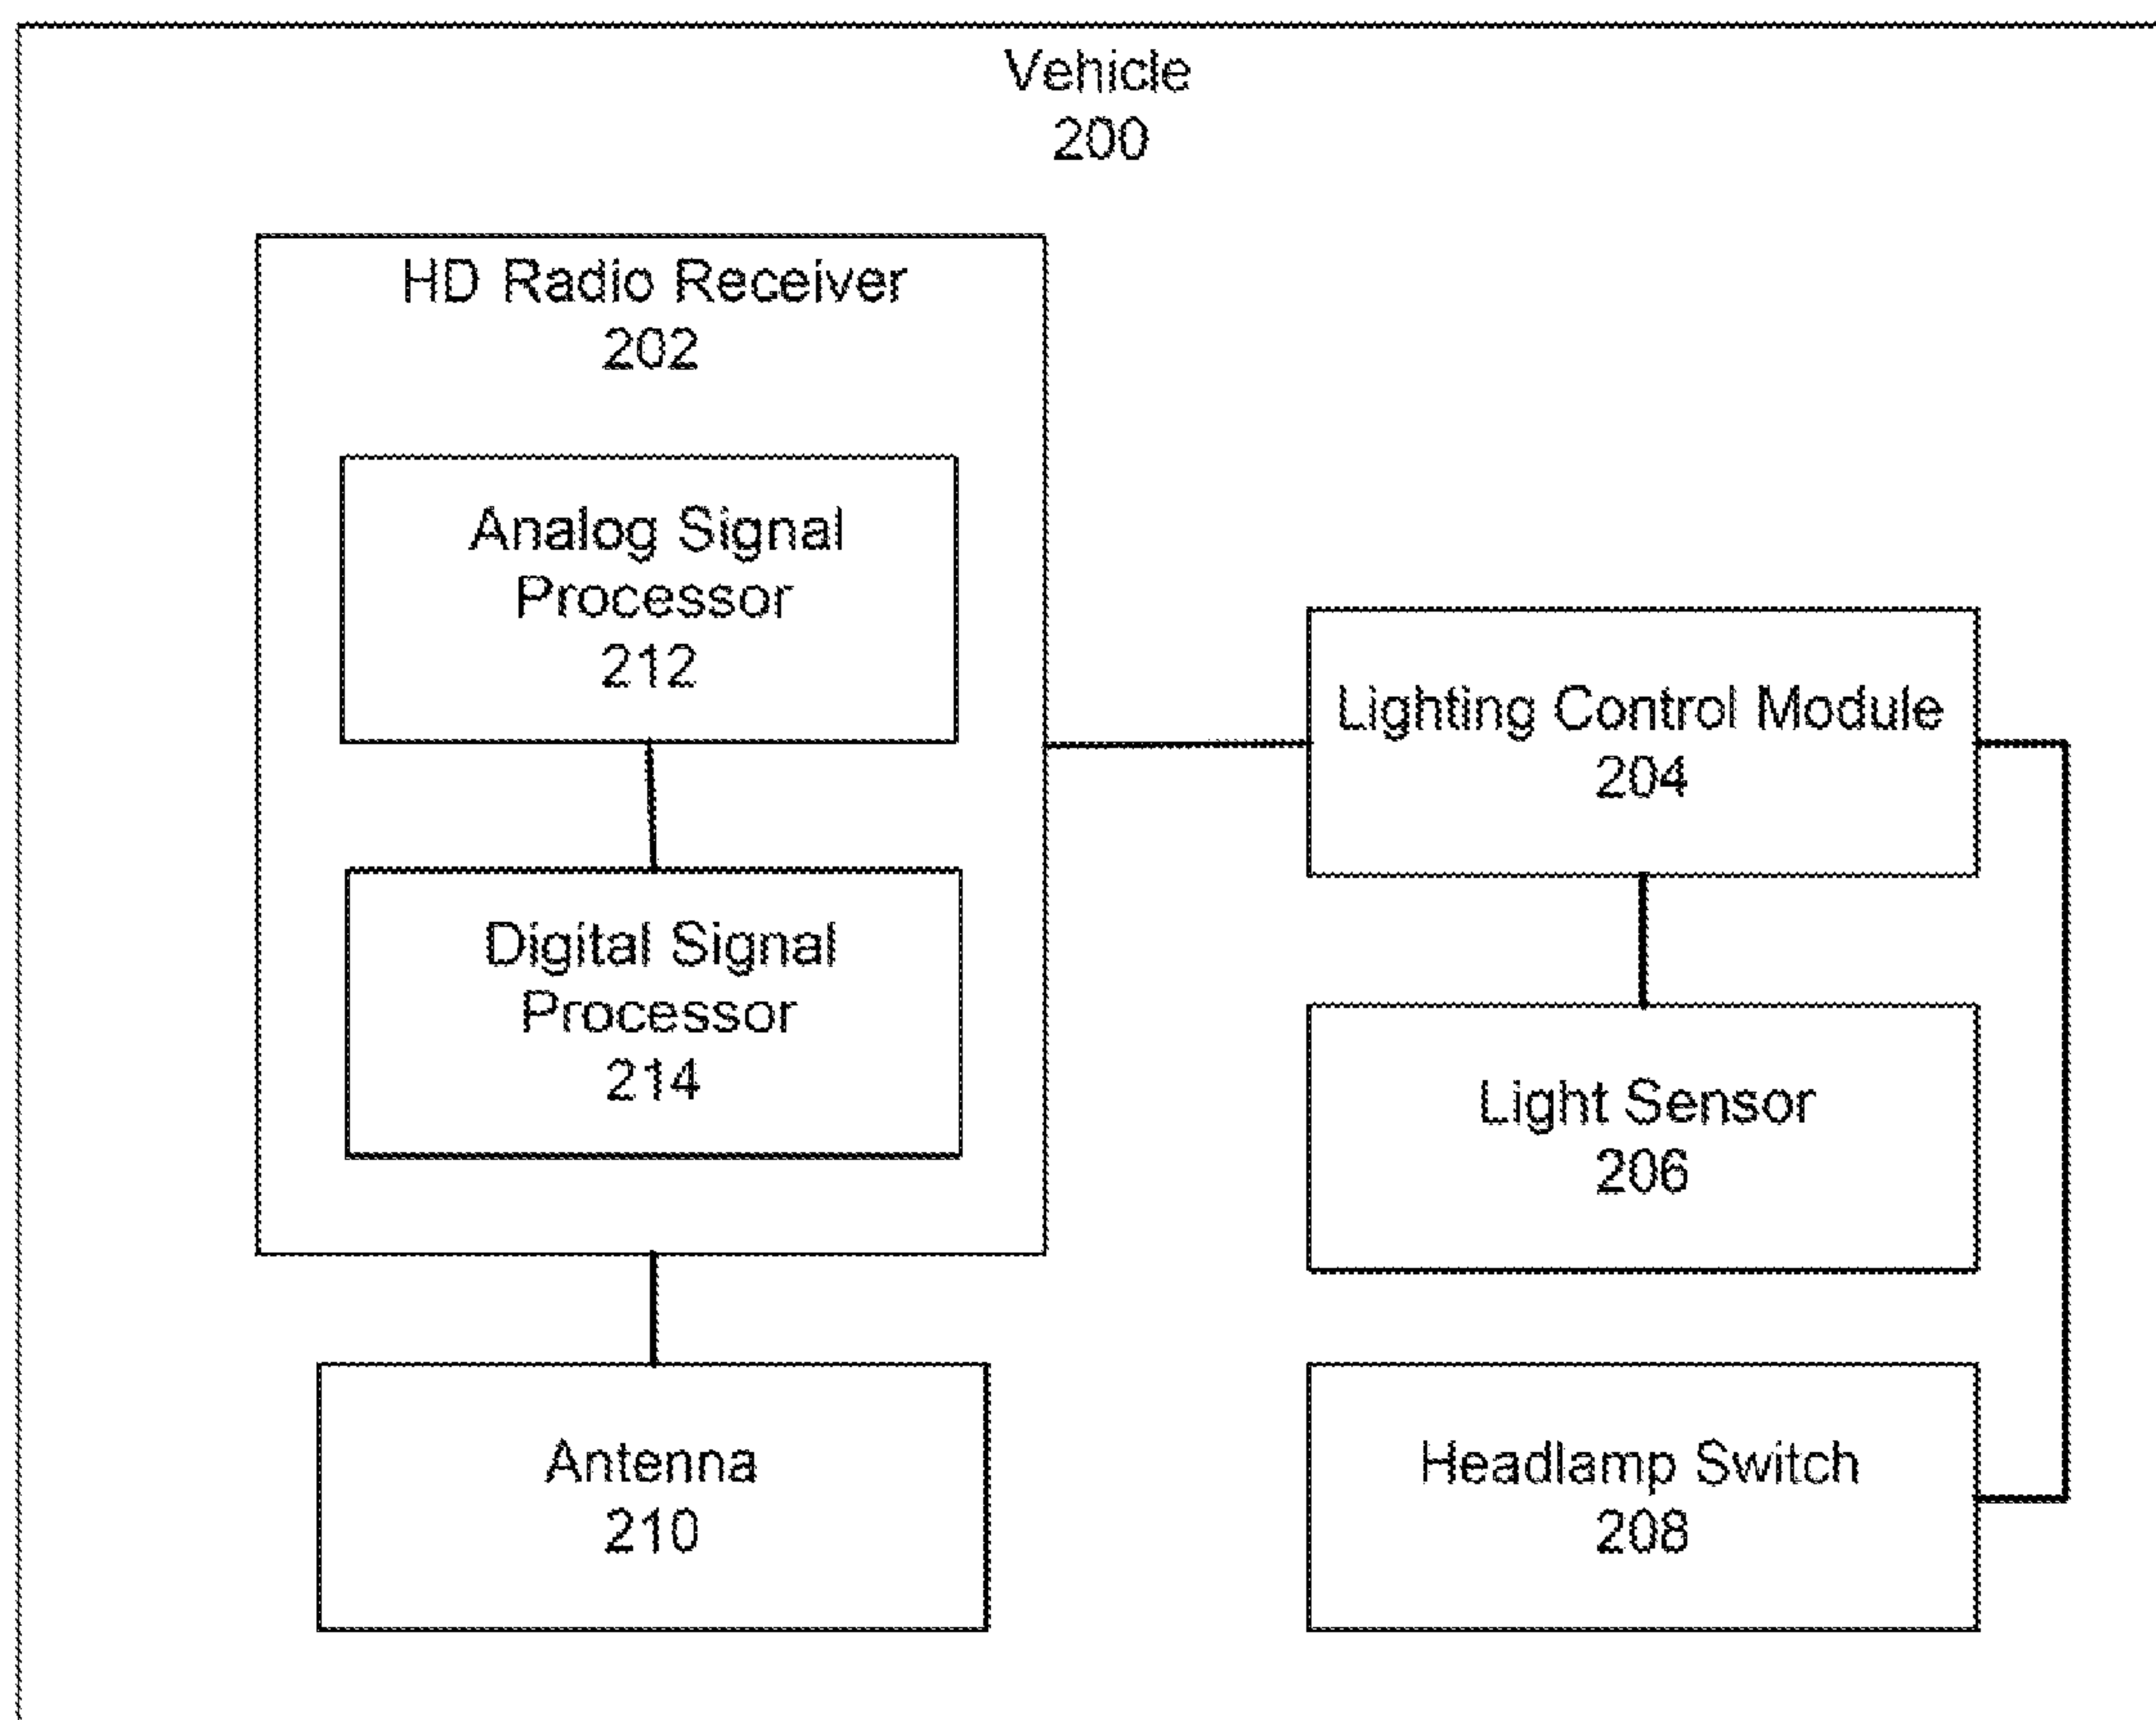 Vehicle
200
HD Radio Receiver
202
Analog Signal
Processor
212
Digital Signal
Processor
214
Antenna
210
Lighting Control Module
204
Light Sensor
206
Headlamp Switch
208